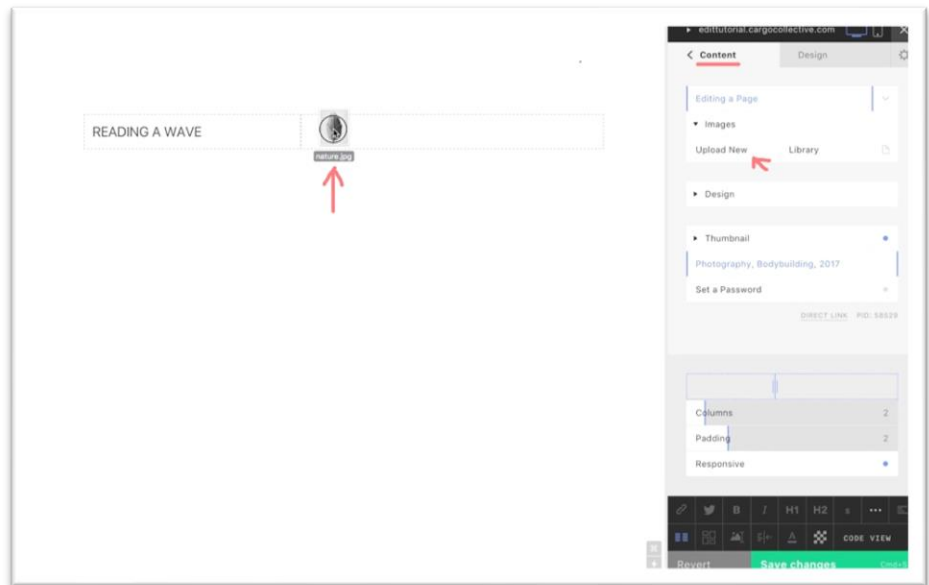 edittutorial.cargocollective.com
Content Design
Editing a Page
Images
Upload New Library
Design
Thumbnail
Photography, Bodybuilding, 2017
Set a Password
DIRECT LINK PID: 58529
READING A WAVE
nature.jpg
Columns 2
Padding 2
Responsive
B I H1 H2 s
CODE VIEW
Revert Save changes